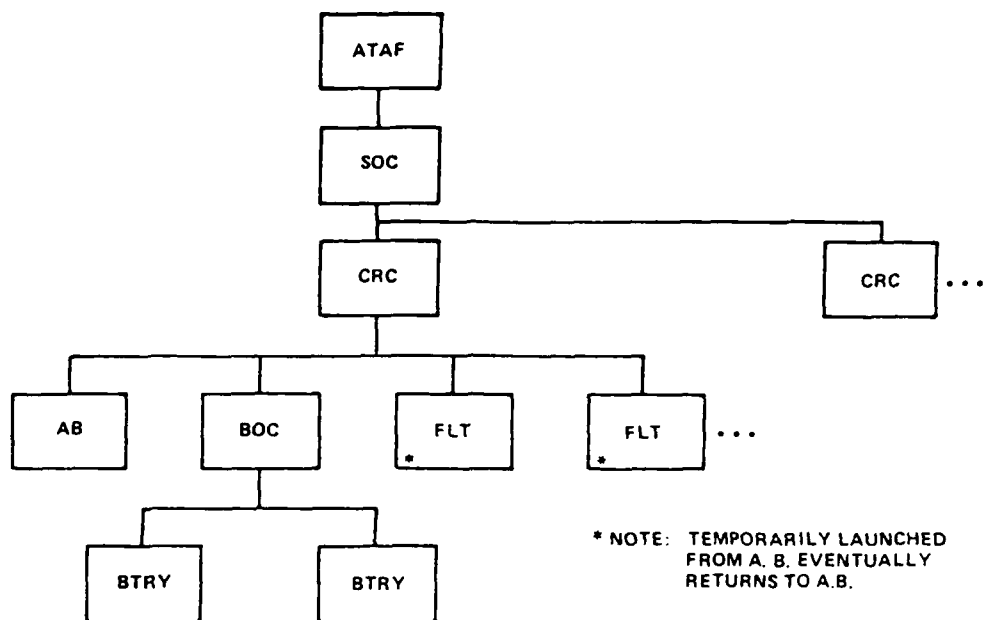 ATAF
SOC
CRC
CRC ...
AB
BOC
FLT
*
FLT ...
*
BTRY
BTRY
* NOTE: TEMPORARILY LAUNCHED
FROM A. B. EVENTUALLY
RETURNS TO A.B.